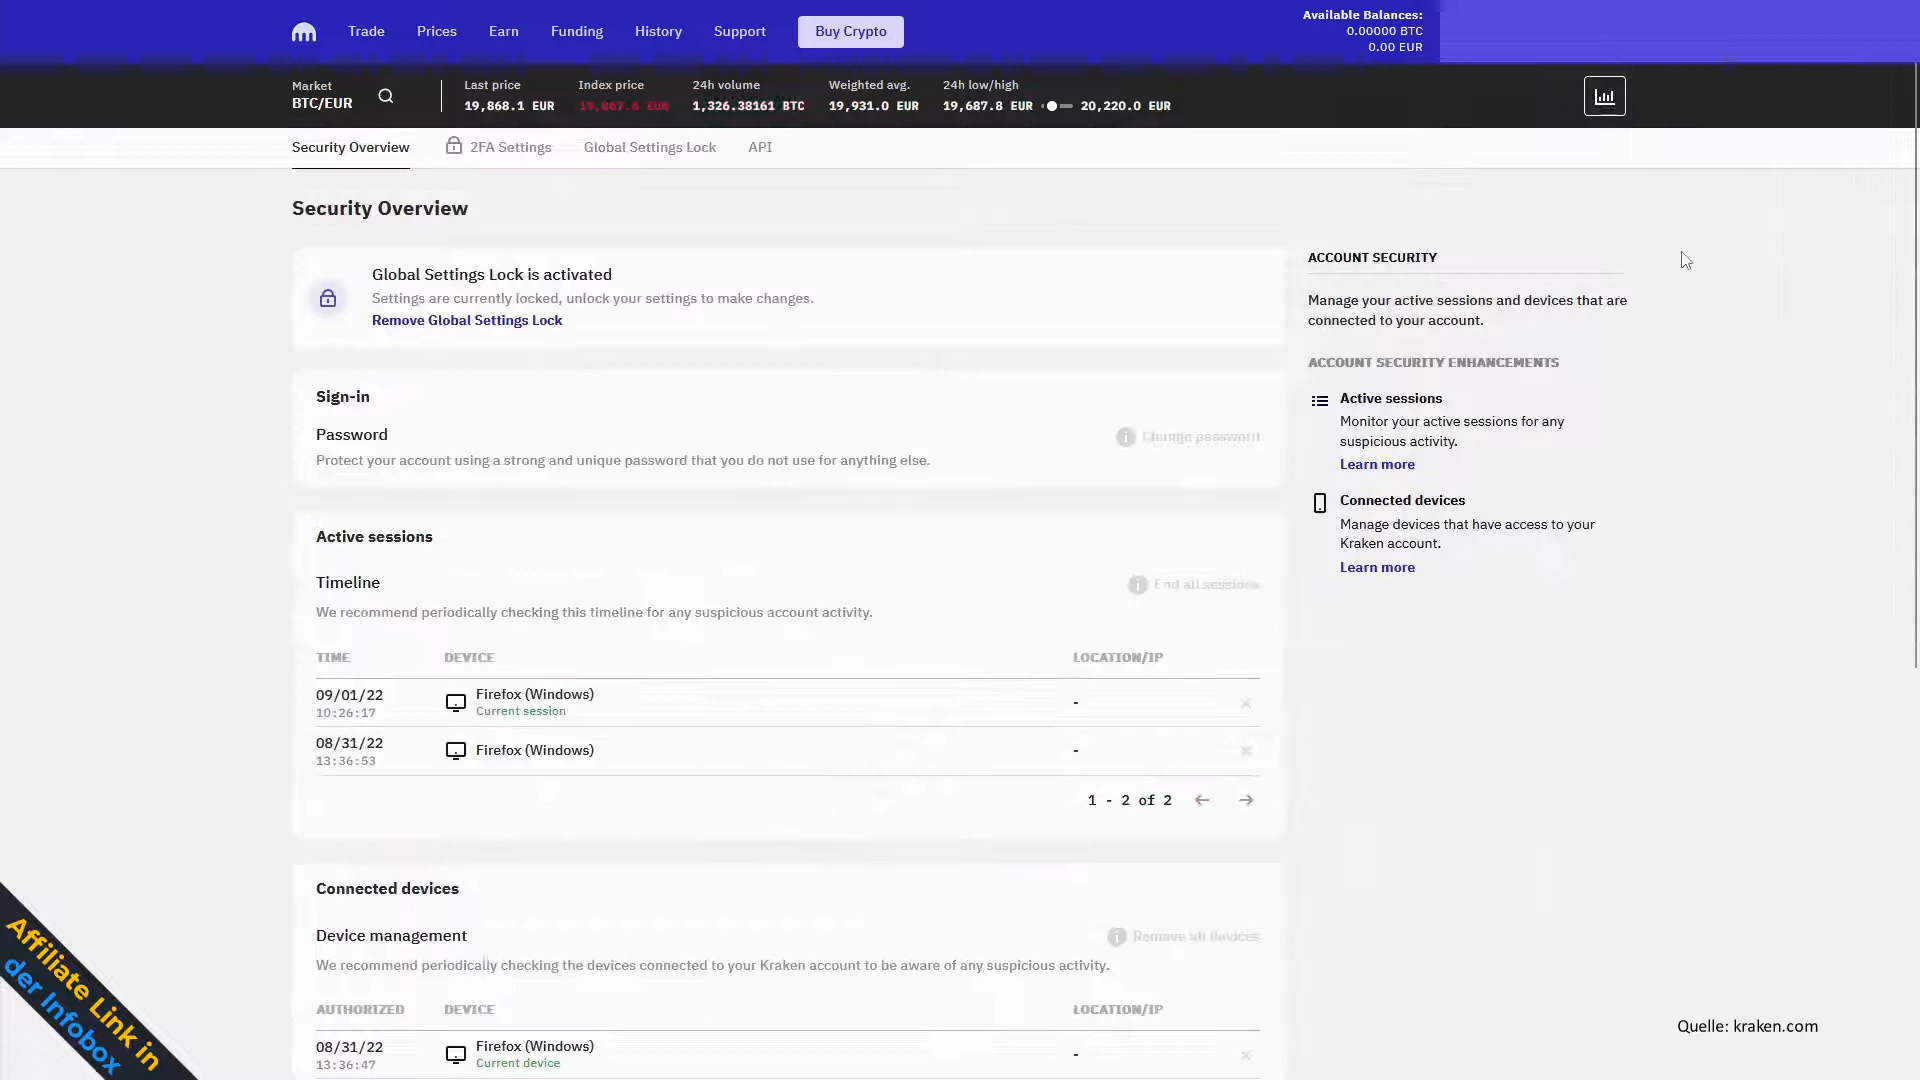 Trade
Prices
Earn
Funding
History
Support
Buy Crypto
Available Balances:
0.00000 BTC
0.00 EUR
Market
BTC/EUR
Last price
19,868.1 EUR
Index price
19,867.6 EUR
24h volume
1,326.38161 BTC
Weighted avg.
19,931.0 EUR
24h low/high
19,687.8 EUR
20,220.0 EUR
Security Overview
2FA Settings
Global Settings Lock
API
Security Overview
Global Settings Lock is activated
Settings are currently locked, unlock your settings to make changes.
Remove Global Settings Lock
Sign-in
Password
Change password
Protect your account using a strong and unique password that you do not use for anything else.
Active sessions
Timeline
End all sessions
We recommend periodically checking this timeline for any suspicious account activity.
TIME
DEVICE
LOCATION/IP
09/01/22
10:26:17
Firefox (Windows)
Current session
-
08/31/22
13:36:53
Firefox (Windows)
-
1 - 2 of 2
Connected devices
Device management
Remove all devices
We recommend periodically checking the devices connected to your Kraken account to be aware of any suspicious activity.
AUTHORIZED
DEVICE
LOCATION/IP
08/31/22
13:36:47
Firefox (Windows)
Current device
-
ACCOUNT SECURITY
Manage your active sessions and devices that are
connected to your account.
ACCOUNT SECURITY ENHANCEMENTS
Active sessions
Monitor your active sessions for any
suspicious activity.
Learn more
Connected devices
Manage devices that have access to your
Kraken account.
Learn more
Affiliate Link in
der Infobox
Quelle: kraken.com